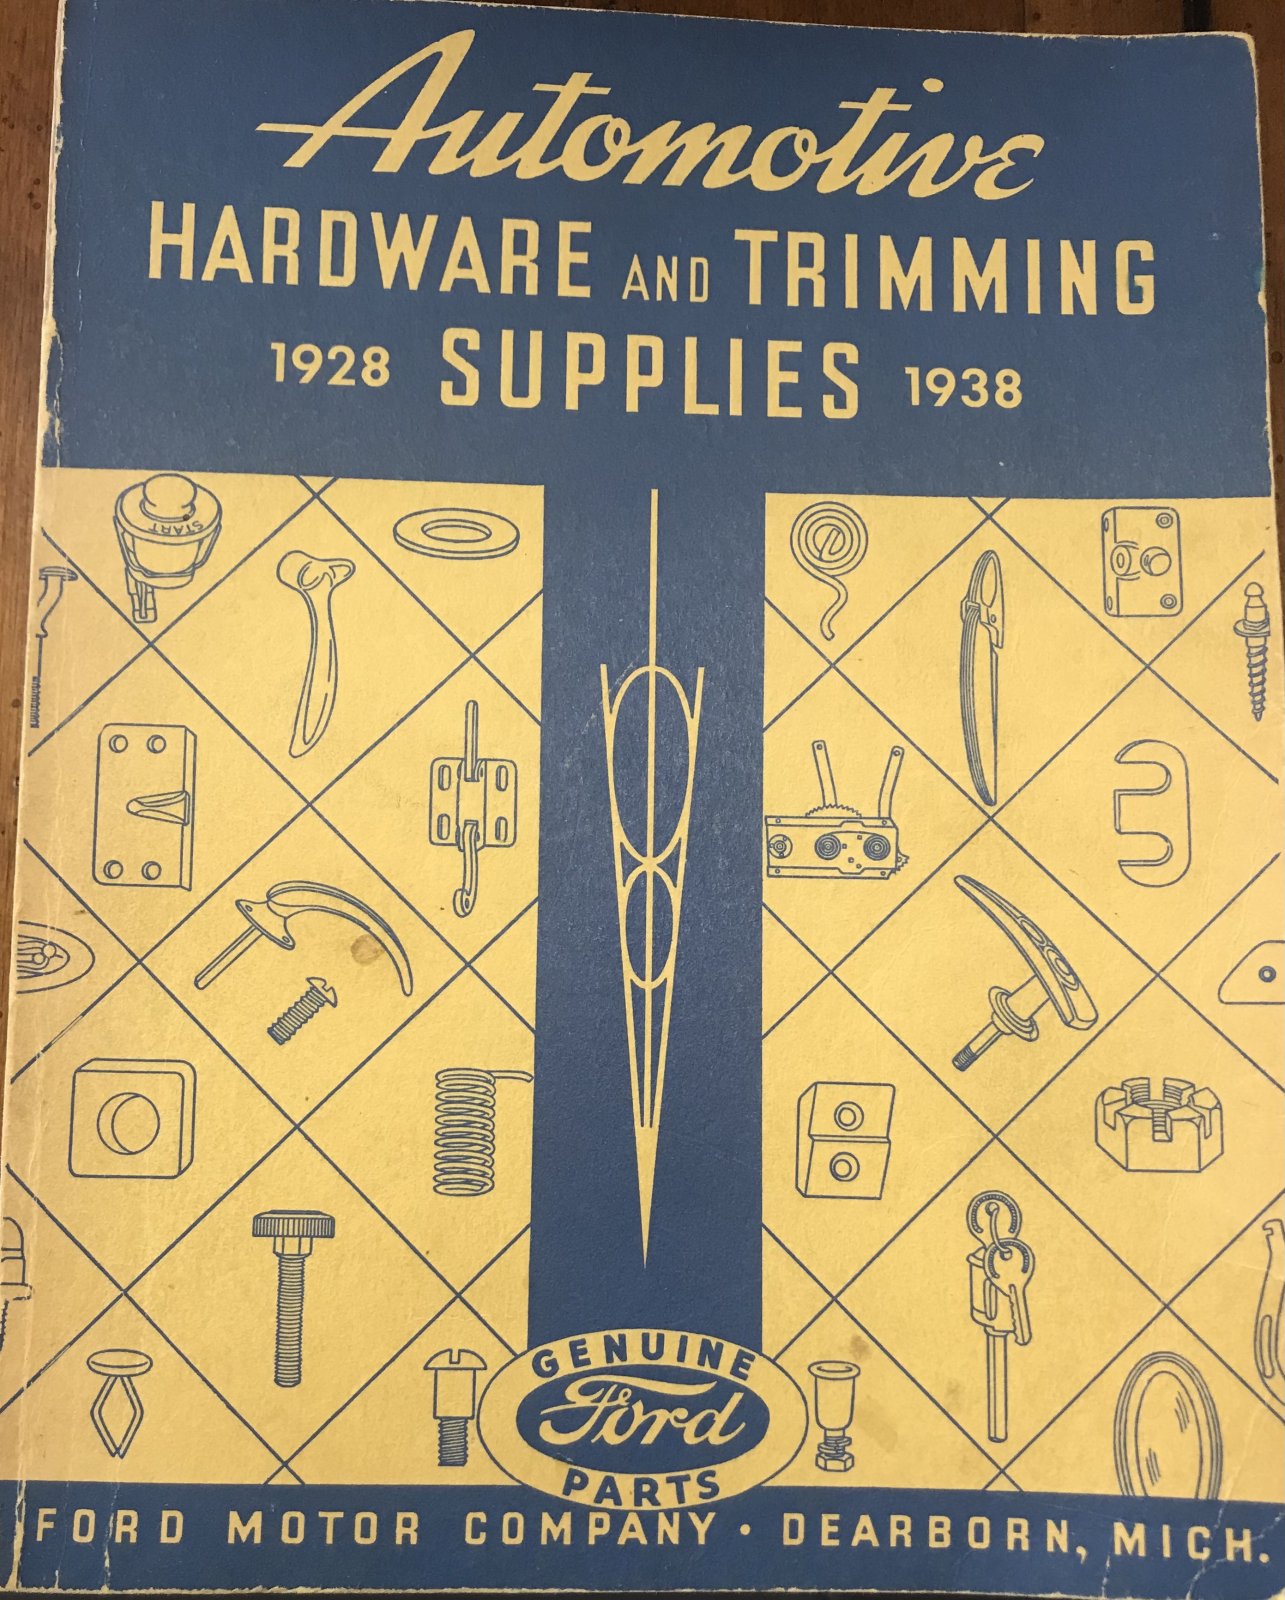 Automotive
HARDWARE AND TRIMMING
1928 SUPPLIES 1938
START
GENUINE
Ford
PARTS
FORD MOTOR COMPANY · DEARBORN, MICH.